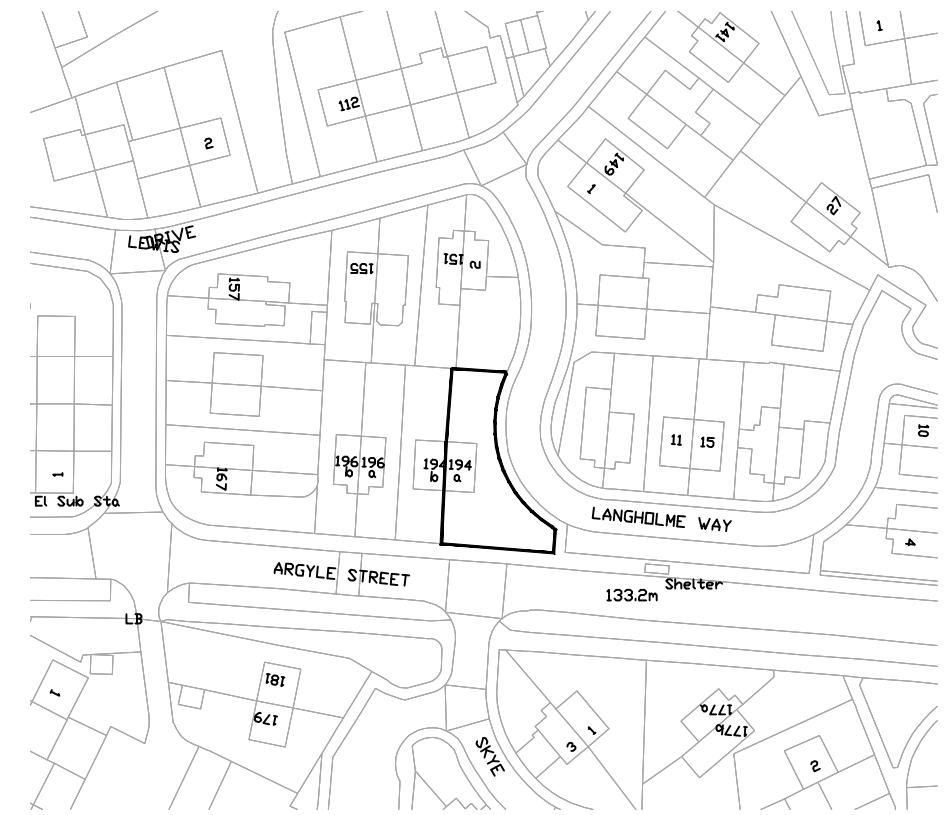 1
141
112
2
149
1
27
LEWIS
DRIVE
155
151
2
157
10
11
15
196
b
196
a
194
b
194
a
167
1
El Sub Sta
LANGHOLME WAY
4
ARGYLE STREET
Shelter
133.2m
LB
181
1
179
177a
177b
3
1
SKYE
2